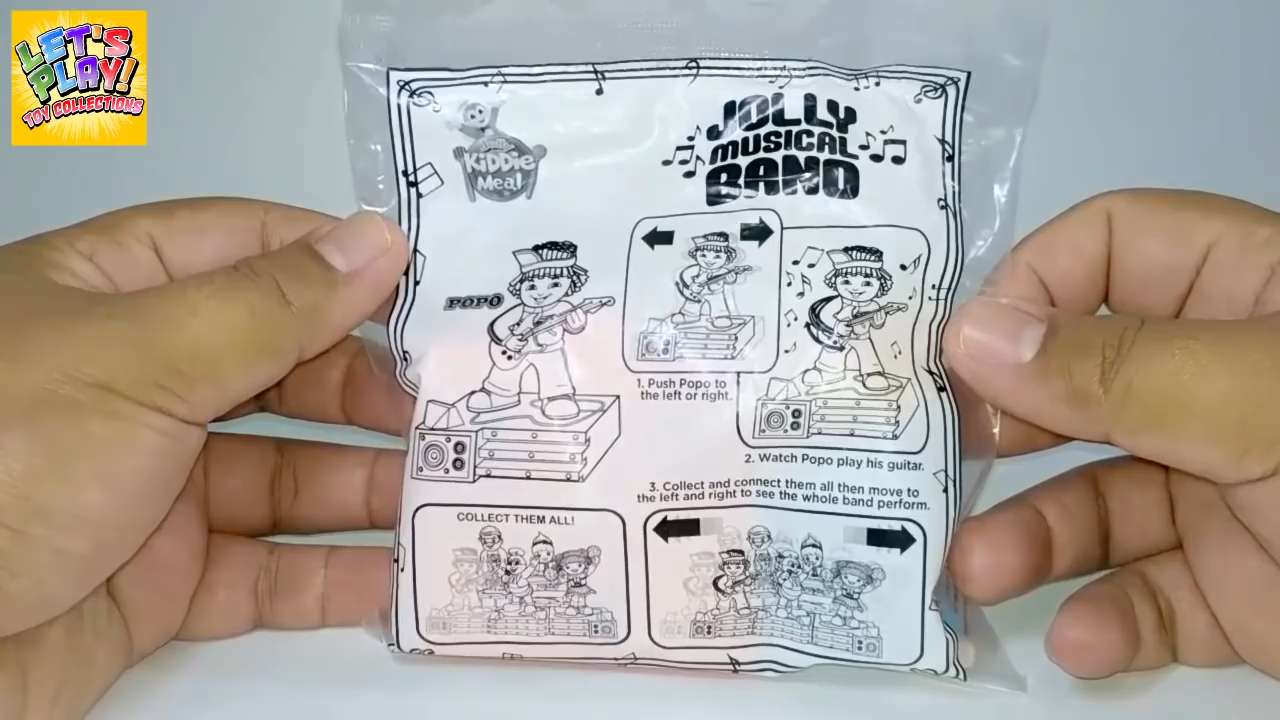 LET'S
PLAY!
TOY COLLECTIONS
Jolly
KiDDie
Meal
JOLLY
MUSICAL
BAND
POPO
1. Push Popo to
the left or right.
2. Watch Popo play his guitar.
3. Collect and connect them all then move to
the left and right to see the whole band perform.
COLLECT THEM ALL!